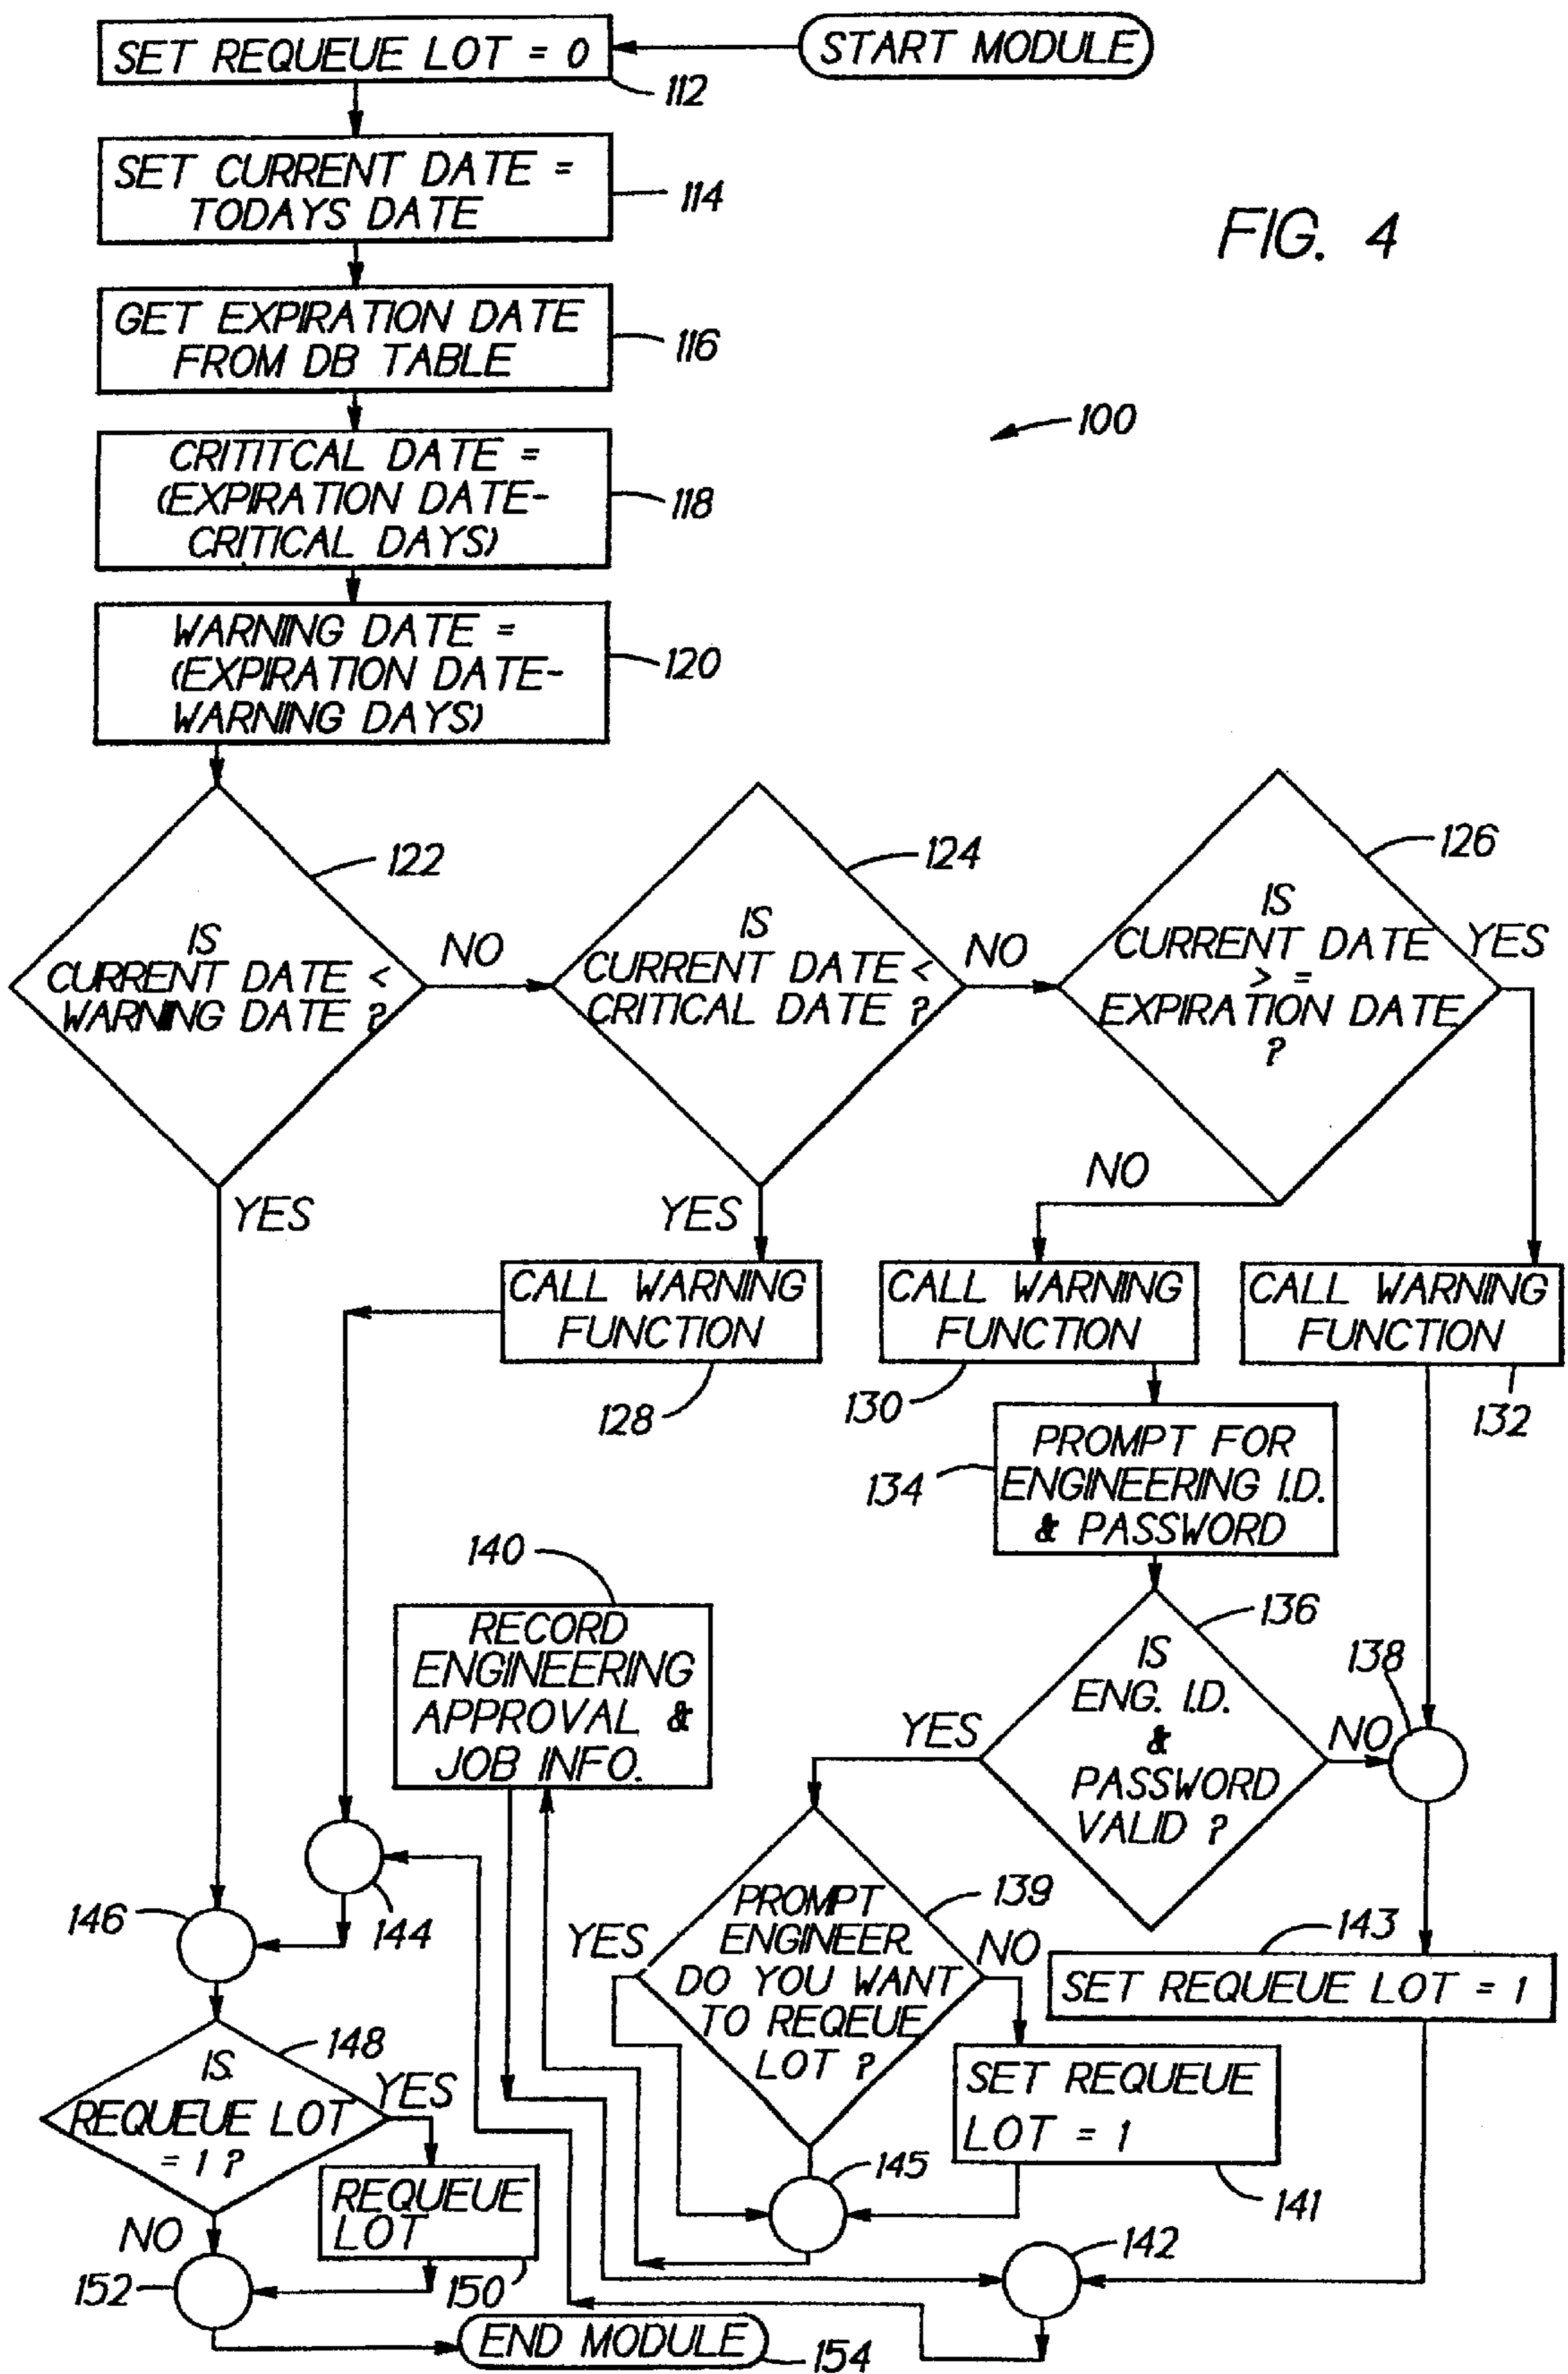 SET REQUEUE LOT = 0
START MODULE
112
SET CURRENT DATE =
TODAYS DATE
114
FIG. 4
GET EXPIRATION DATE
FROM DB TABLE
116
100
CRITITCAL DATE =
(EXPIRATION DATE-
CRITICAL DAYS)
118
WARNING DATE =
(EXPIRATION DATE-
WARNING DAYS)
120
122
IS
CURRENT DATE <
WARNING DATE ?
NO
YES
124
IS
CURRENT DATE <
CRITICAL DATE ?
NO
YES
126
IS
CURRENT DATE
> =
EXPIRATION DATE
?
YES
NO
CALL WARNING
FUNCTION
128
CALL WARNING
FUNCTION
130
CALL WARNING
FUNCTION
132
PROMPT FOR
ENGINEERING I.D.
& PASSWORD
134
140
RECORD
ENGINEERING
APPROVAL &
JOB INFO.
136
IS
ENG. I.D.
&
PASSWORD
VALID ?
YES
NO
138
139
PROMPT
ENGINEER.
DO YOU WANT
TO REQEUE
LOT ?
YES
NO
143
SET REQUEUE LOT = 1
146
144
148
IS
REQUEUE LOT
= 1 ?
YES
NO
SET REQUEUE
LOT = 1
141
145
REQUEUE
LOT
150
142
152
END MODULE
154